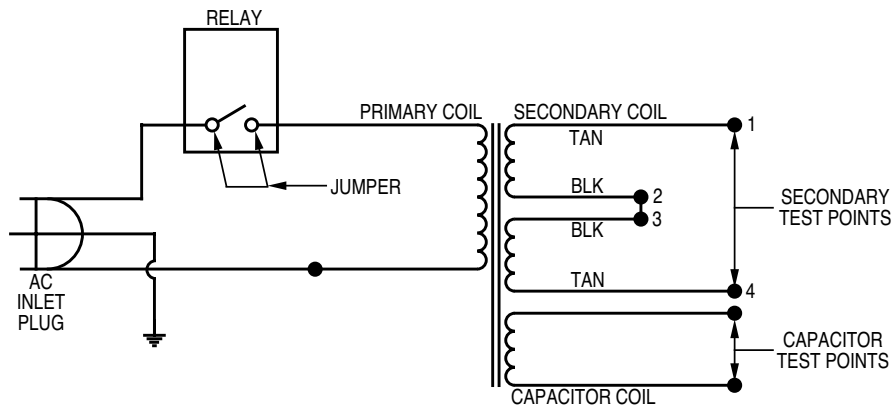 RELAY
PRIMARY COIL
SECONDARY COIL
TAN
1
JUMPER
BLK
2
3
BLK
SECONDARY
TEST POINTS
TAN
4
AC
INLET
PLUG
CAPACITOR
TEST POINTS
CAPACITOR COIL